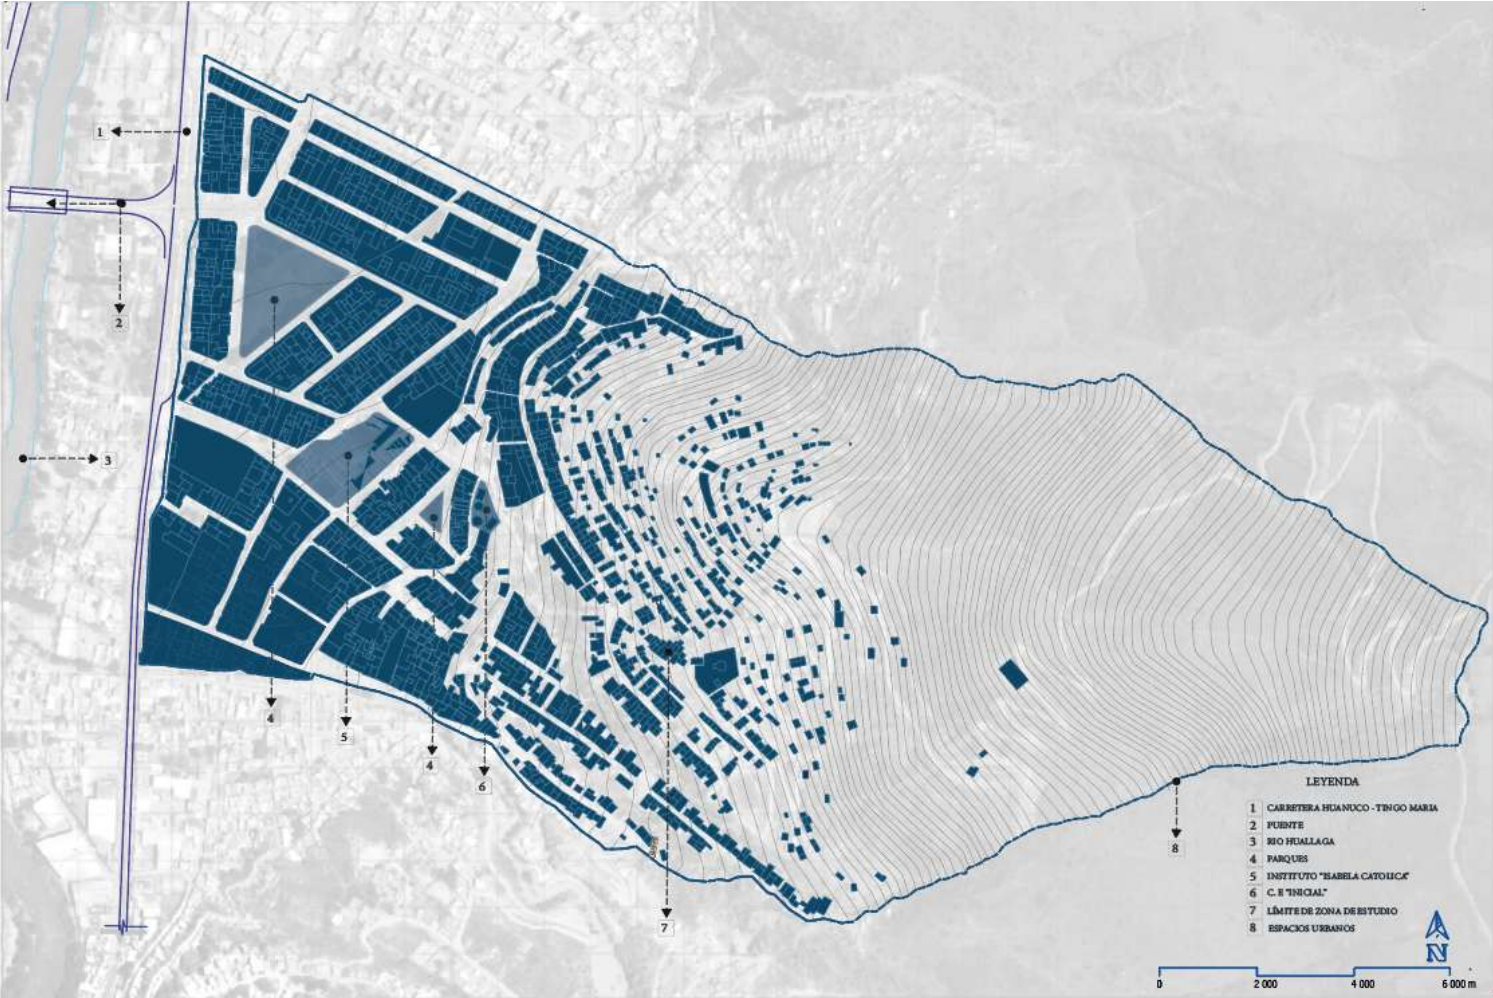 1
2
3
4
5
4
6
7
8
LEYENDA
1 CARRETERA HUANUCO - TINGO MARIA
2 PUENTE
3 RIO HUALLAGA
4 PARQUES
5 INSTITUTO "ISABELA CATOLICA"
6 C. E "INICIAL"
7 LÍMITE DE ZONA DE ESTUDIO
8 ESPACIOS URBANOS
N
0 2 000 4 000 6 000 m